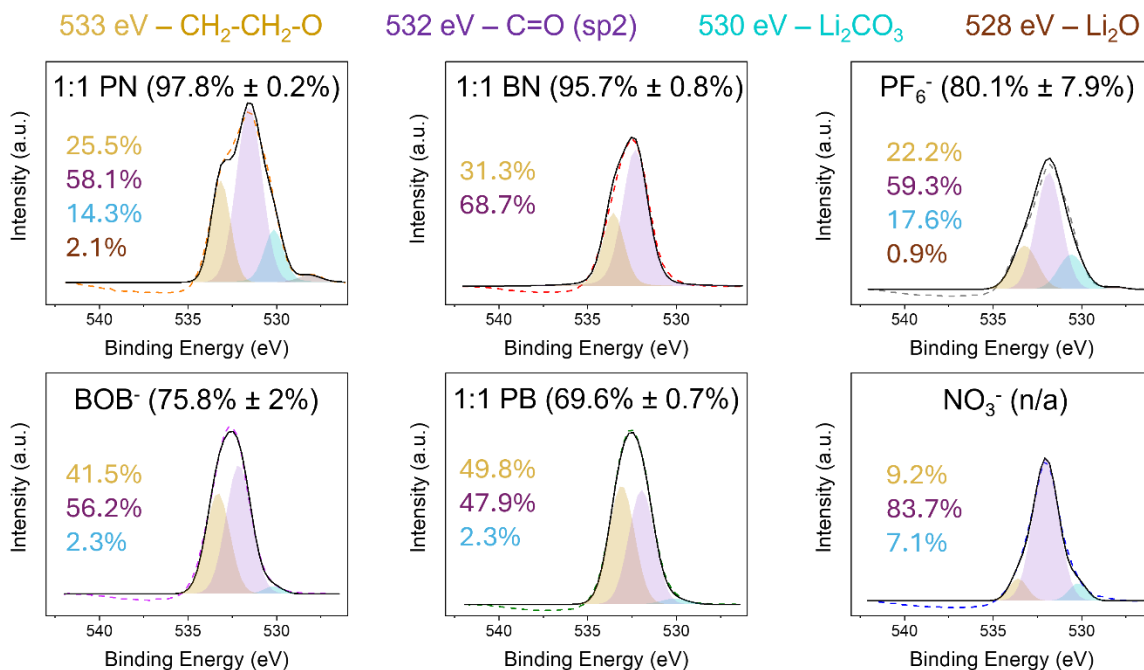 533 eV – CH₂-CH₂-O 532 eV – C=O (sp2) 530 eV – Li₂CO₃ 528 eV – Li₂O
1:1 PN (97.8% ± 0.2%)
25.5%
58.1%
14.3%
2.1%
Intensity (a.u.)
540 535 530
Binding Energy (eV)
1:1 BN (95.7% ± 0.8%)
31.3%
68.7%
Intensity (a.u.)
540 535 530
Binding Energy (eV)
PF₆⁻ (80.1% ± 7.9%)
22.2%
59.3%
17.6%
0.9%
Intensity (a.u.)
540 535 530
Binding Energy (eV)
BOB⁻ (75.8% ± 2%)
41.5%
56.2%
2.3%
Intensity (a.u.)
540 535 530
Binding Energy (eV)
1:1 PB (69.6% ± 0.7%)
49.8%
47.9%
2.3%
Intensity (a.u.)
540 535 530
Binding Energy (eV)
NO₃⁻ (n/a)
9.2%
83.7%
7.1%
Intensity (a.u.)
540 535 530
Binding Energy (eV)